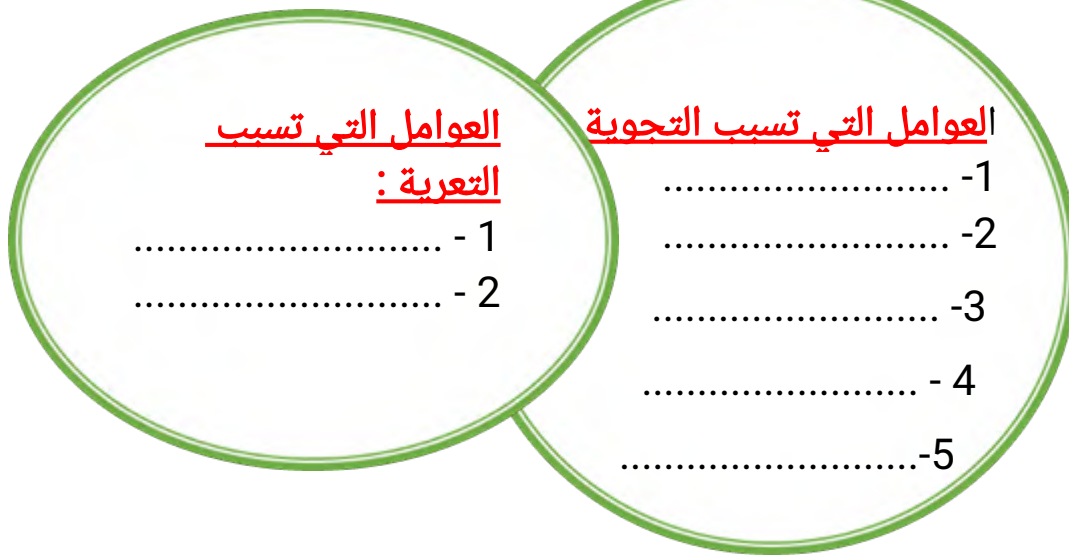 العوامل التي تسبب التجوية
1- ..........................
2- ..........................
3- ..........................
4 - .........................
5-...........................
العوامل التي تسبب
التعرية :
1 - ............................
2 - ............................